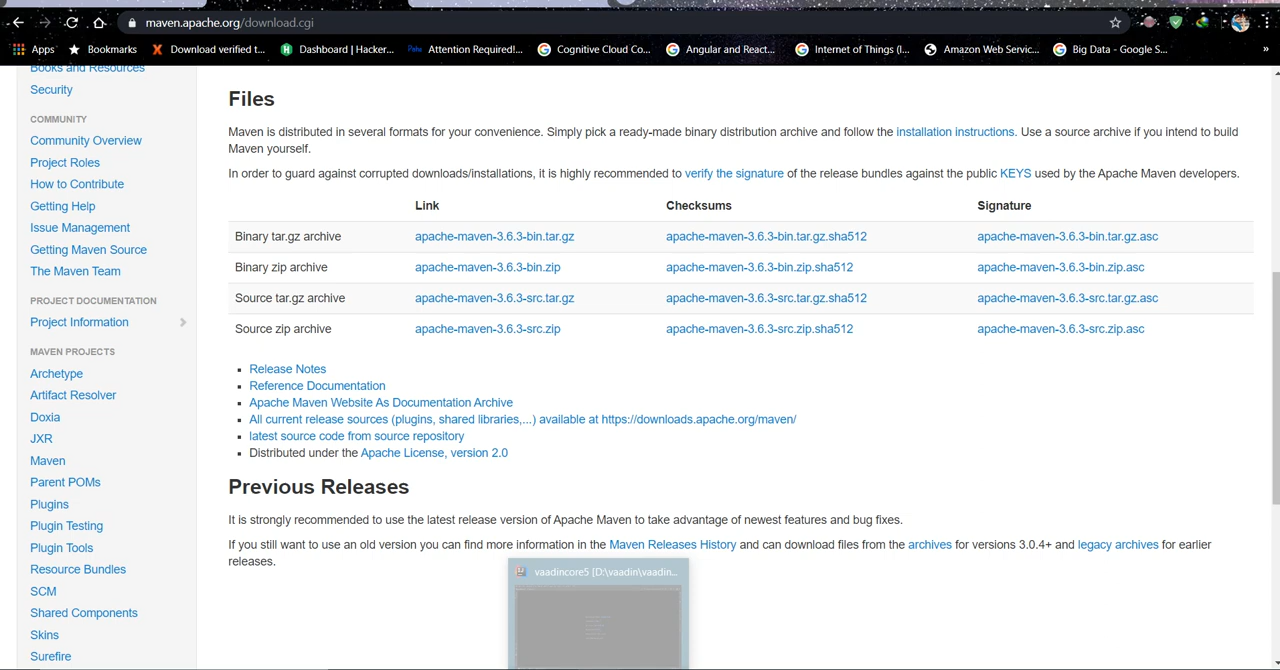 maven.apache.org/download.cgi
Apps Bookmarks Download verified t... Dashboard | Hacker... Attention Required!... Cognitive Cloud Co... Angular and React... Internet of Things (I... Amazon Web Servic... Big Data - Google S... »
Books and Resources
Security
COMMUNITY
Community Overview
Project Roles
How to Contribute
Getting Help
Issue Management
Getting Maven Source
The Maven Team
PROJECT DOCUMENTATION
Project Information
MAVEN PROJECTS
Archetype
Artifact Resolver
Doxia
JXR
Maven
Parent POMs
Plugins
Plugin Testing
Plugin Tools
Resource Bundles
SCM
Shared Components
Skins
Surefire
Files
Maven is distributed in several formats for your convenience. Simply pick a ready-made binary distribution archive and follow the installation instructions. Use a source archive if you intend to build
Maven yourself.
In order to guard against corrupted downloads/installations, it is highly recommended to verify the signature of the release bundles against the public KEYS used by the Apache Maven developers.
Link Checksums Signature
Binary tar.gz archive apache-maven-3.6.3-bin.tar.gz apache-maven-3.6.3-bin.tar.gz.sha512 apache-maven-3.6.3-bin.tar.gz.asc
Binary zip archive apache-maven-3.6.3-bin.zip apache-maven-3.6.3-bin.zip.sha512 apache-maven-3.6.3-bin.zip.asc
Source tar.gz archive apache-maven-3.6.3-src.tar.gz apache-maven-3.6.3-src.tar.gz.sha512 apache-maven-3.6.3-src.tar.gz.asc
Source zip archive apache-maven-3.6.3-src.zip apache-maven-3.6.3-src.zip.sha512 apache-maven-3.6.3-src.zip.asc
Release Notes
Reference Documentation
Apache Maven Website As Documentation Archive
All current release sources (plugins, shared libraries,...) available at https://downloads.apache.org/maven/
latest source code from source repository
Distributed under the Apache License, version 2.0
Previous Releases
It is strongly recommended to use the latest release version of Apache Maven to take advantage of newest features and bug fixes.
If you still want to use an old version you can find more information in the Maven Releases History and can download files from the archives for versions 3.0.4+ and legacy archives for earlier
releases.
vaadincore5 [D:\vaadin\vaadin...